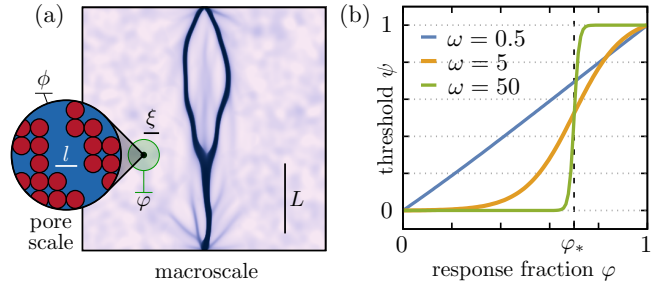 (a)
ϕ
l
ξ
φ
L
pore
scale
macroscale
(b)
threshold ψ
1
0
ω = 0.5
ω = 5
ω = 50
0
φ*
1
response fraction φ